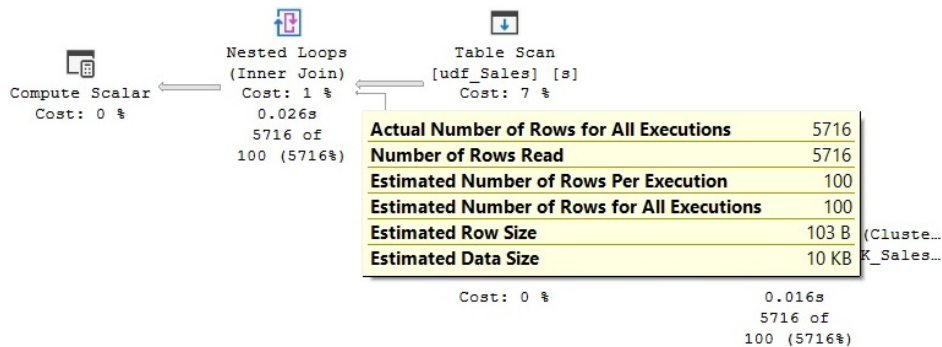 Nested Loops
(Inner Join)
Cost: 1 %
0.026s
5716 of
100 (5716%)
Table Scan
[udf_Sales] [s]
Cost: 7 %
Compute Scalar
Cost: 0 %
Actual Number of Rows for All Executions 5716
Number of Rows Read 5716
Estimated Number of Rows Per Execution 100
Estimated Number of Rows for All Executions 100
Estimated Row Size 103 B
Estimated Data Size 10 KB
(Cluste…
K_Sales…
Cost: 0 %
0.016s
5716 of
100 (5716%)